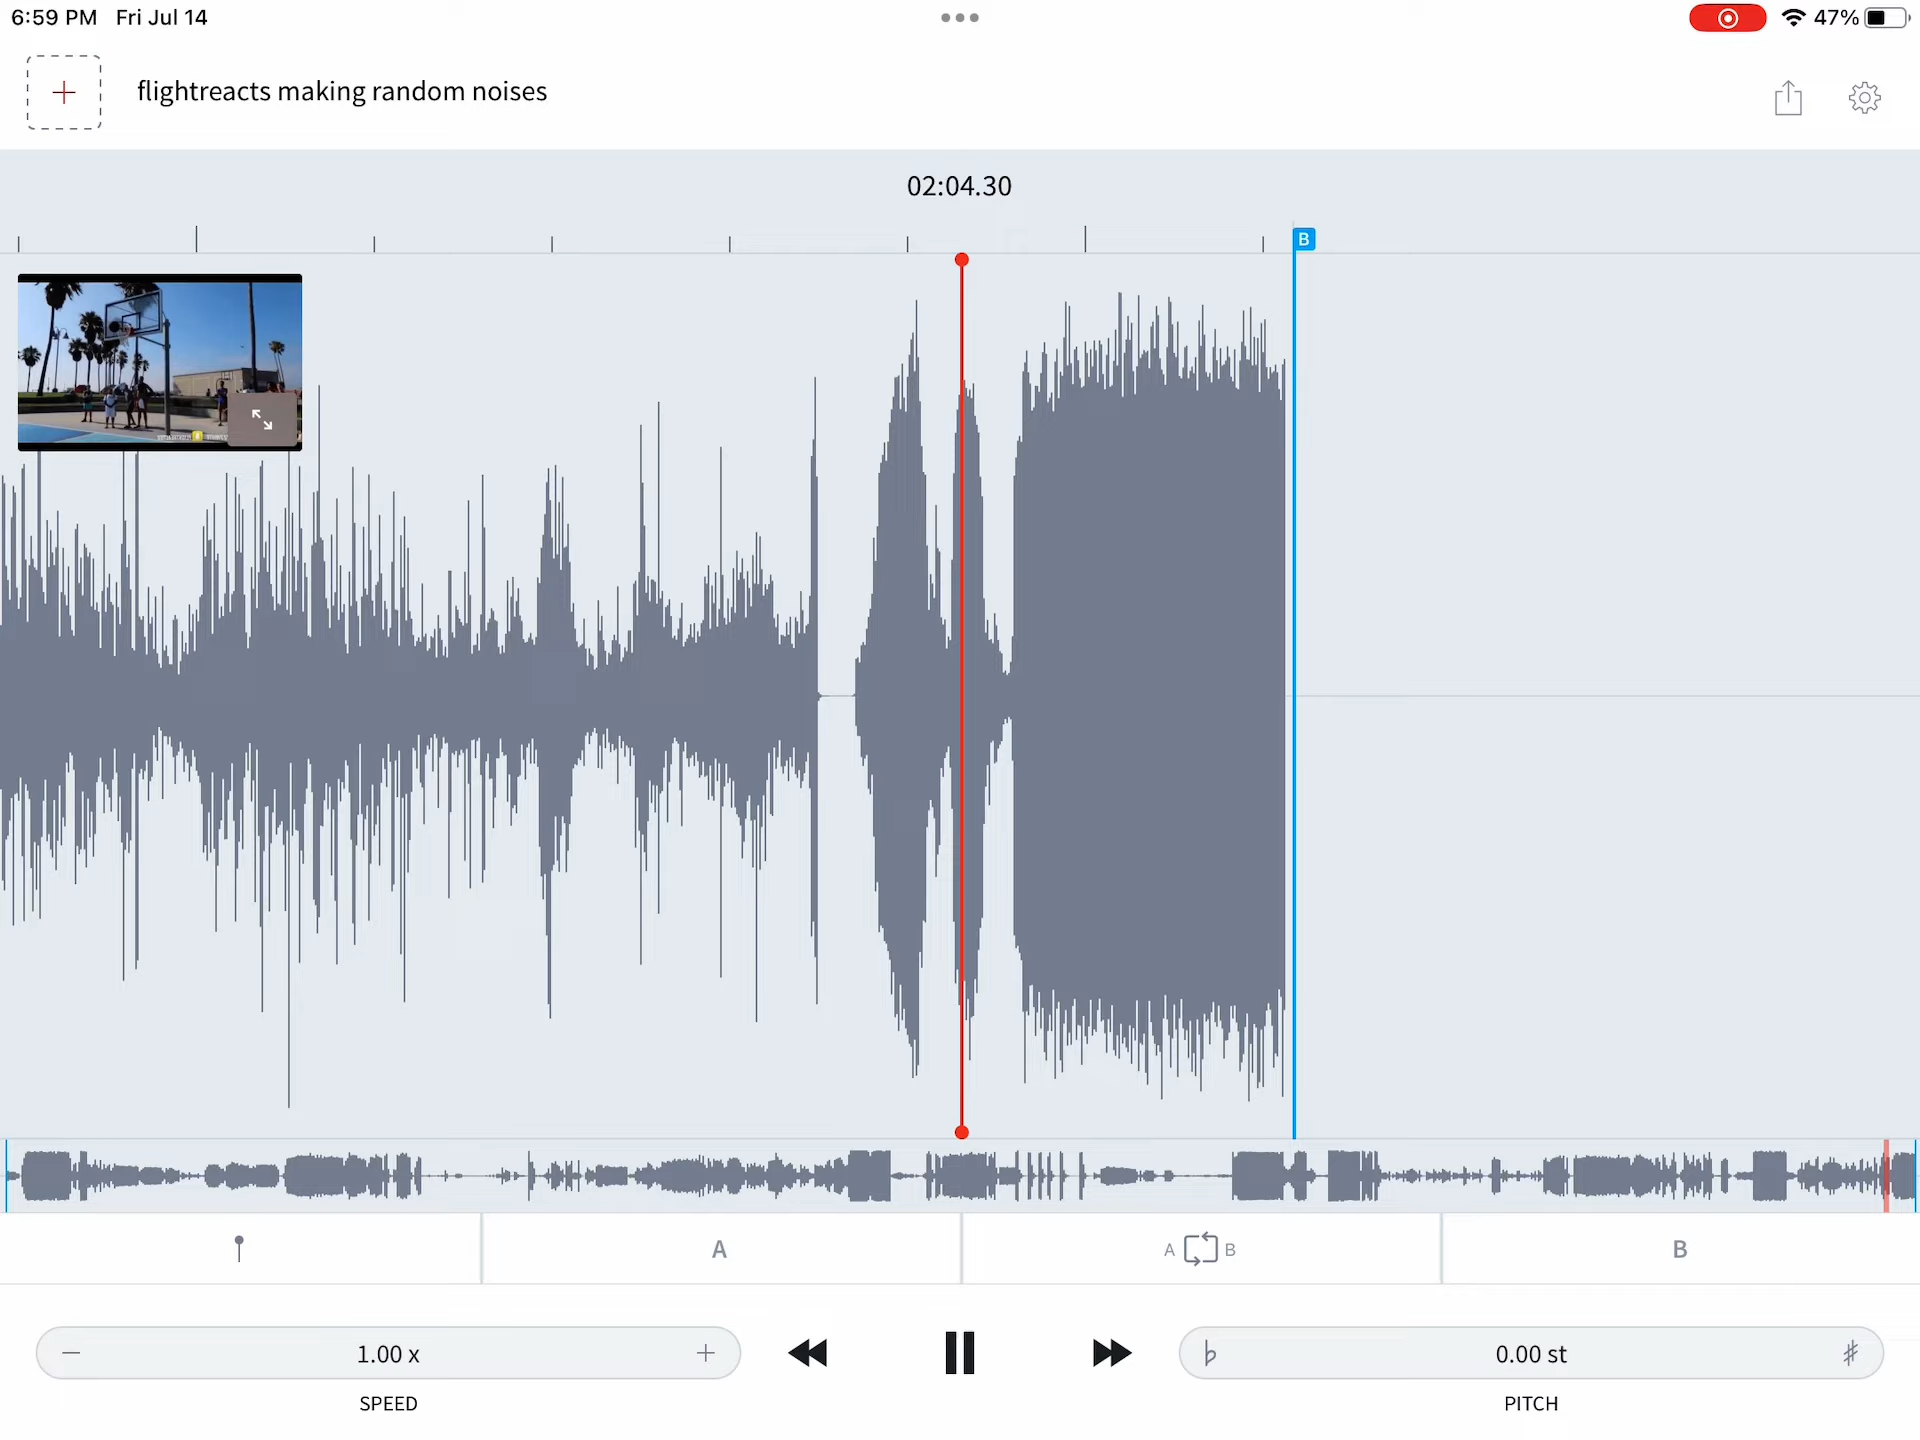 6:59 PM Fri Jul 14
47%
flightreacts making random noises
02:04.30
B
A
A B
B
1.00 x
0.00 st
SPEED
PITCH